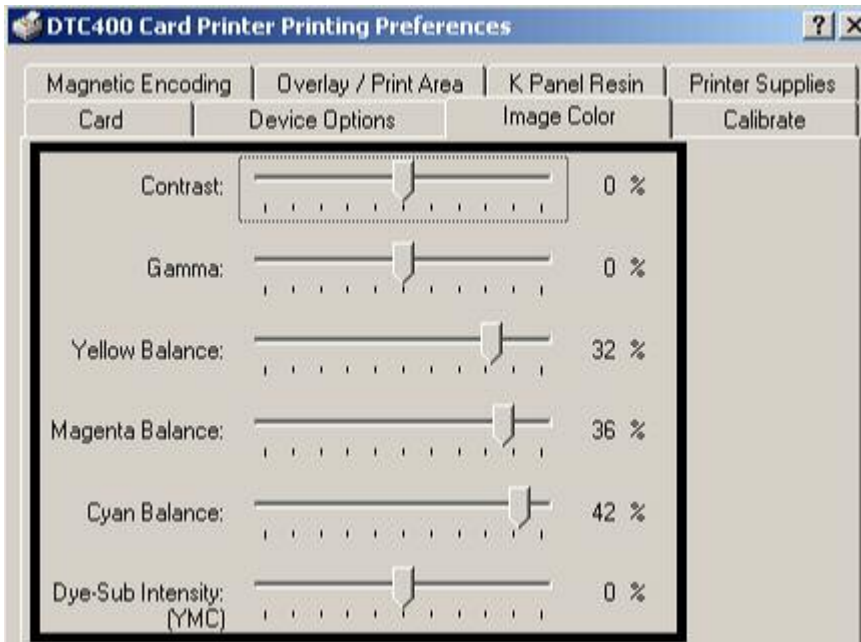 DTC400 Card Printer Printing Preferences ? X
Magnetic Encoding Overlay / Print Area K Panel Resin Printer Supplies
Card Device Options Image Color Calibrate
Contrast: 0 %
Gamma: 0 %
Yellow Balance: 32 %
Magenta Balance: 36 %
Cyan Balance: 42 %
Dye-Sub Intensity: 0 %
(YMC)